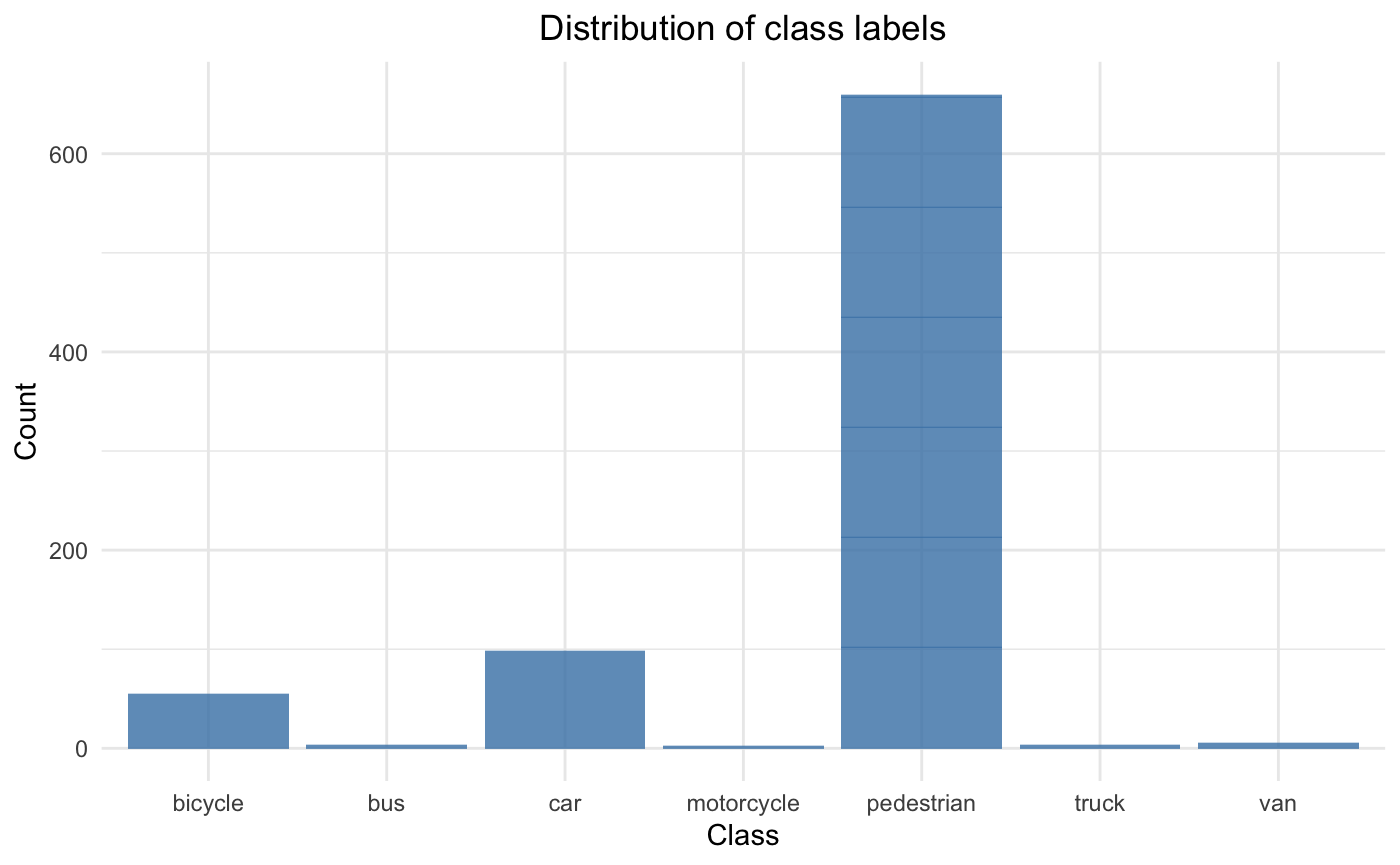 Distribution of class labels
600
400
200
0
Count
bicycle bus car motorcycle pedestrian truck van
Class